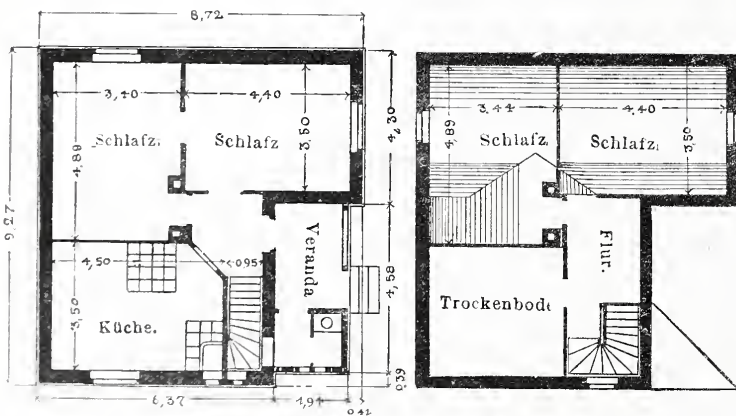 8,72
3,40
4,40
Schlafz.
Schlafz
4,89
3,50
4,30
9,27
Veranda
4,50
0,95
3,50
Küche.
4,58
0,39
6,37
1,94
0,42
3,44
4,40
4,89
Schlafz.
Schlafz.
3,50
Flur.
Trockenbode